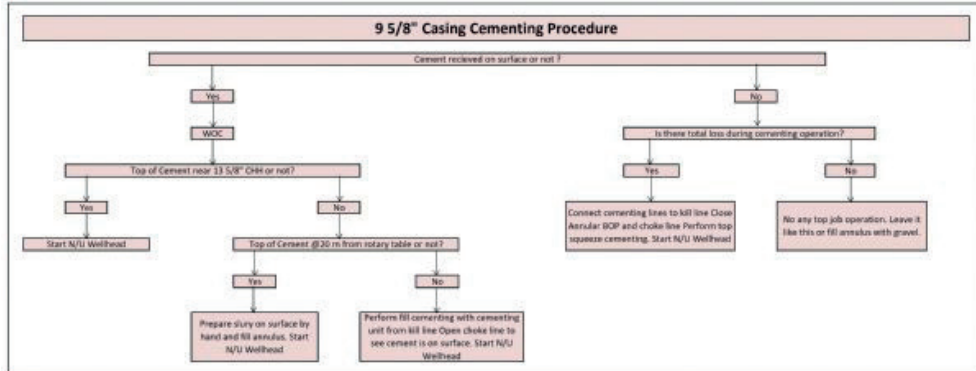 9 5/8" Casing Cementing Procedure
Cement recieved on surface or not ?
Yes
No
WOC
Is there total loss during cementing operation?
Top of Cement near 13 5/8" CHH or not?
Yes
No
Yes
No
Connect cementing lines to kill line Close
Annular BOP and choke line Perform top
squeeze cementing. Start N/U Wellhead
No any top job operation. Leave it
like this or fill annulus with gravel.
Start N/U Wellhead
Top of Cement @20 m from rotary table or not?
Yes
No
Prepare slury on surface by
hand and fill annulus. Start
N/U Wellhead
Perform fill cementing with cementing
unit from kill line Open choke line to
see cement is on surface. Start N/U
Wellhead